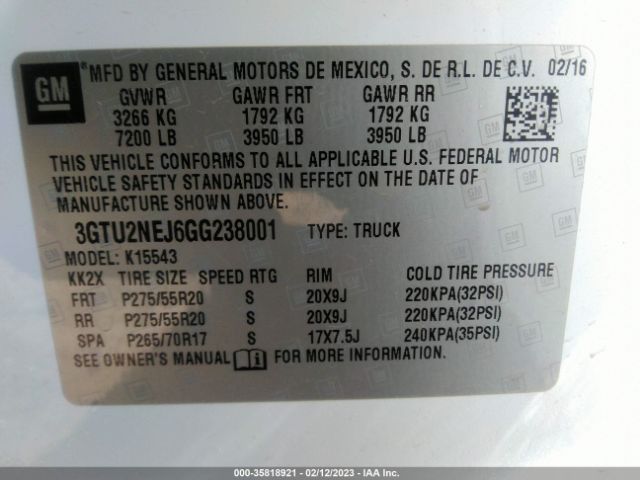 GM
*MFD BY GENERAL MOTORS DE MEXICO, S. DE R.L. DE C.V. 02/16
GVWR GAWR FRT GAWR RR
3266 KG 1792 KG 1792 KG
7200 LB 3950 LB 3950 LB
THIS VEHICLE CONFORMS TO ALL APPLICABLE U.S. FEDERAL MOTOR
VEHICLE SAFETY STANDARDS IN EFFECT ON THE DATE OF
MANUFACTURE SHOWN ABOVE.
3GTU2NEJ6GG238001 TYPE: TRUCK
MODEL: K15543
KK2X TIRE SIZE SPEED RTG RIM COLD TIRE PRESSURE
FRT P275/55R20 S 20X9J 220KPA(32PSI)
RR P275/55R20 S 20X9J 220KPA(32PSI)
SPA P265/70R17 S 17X7.5J 240KPA(35PSI)
SEE OWNER'S MANUAL i FOR MORE INFORMATION.
000-35818921 - 02/12/2023 - IAA Inc.